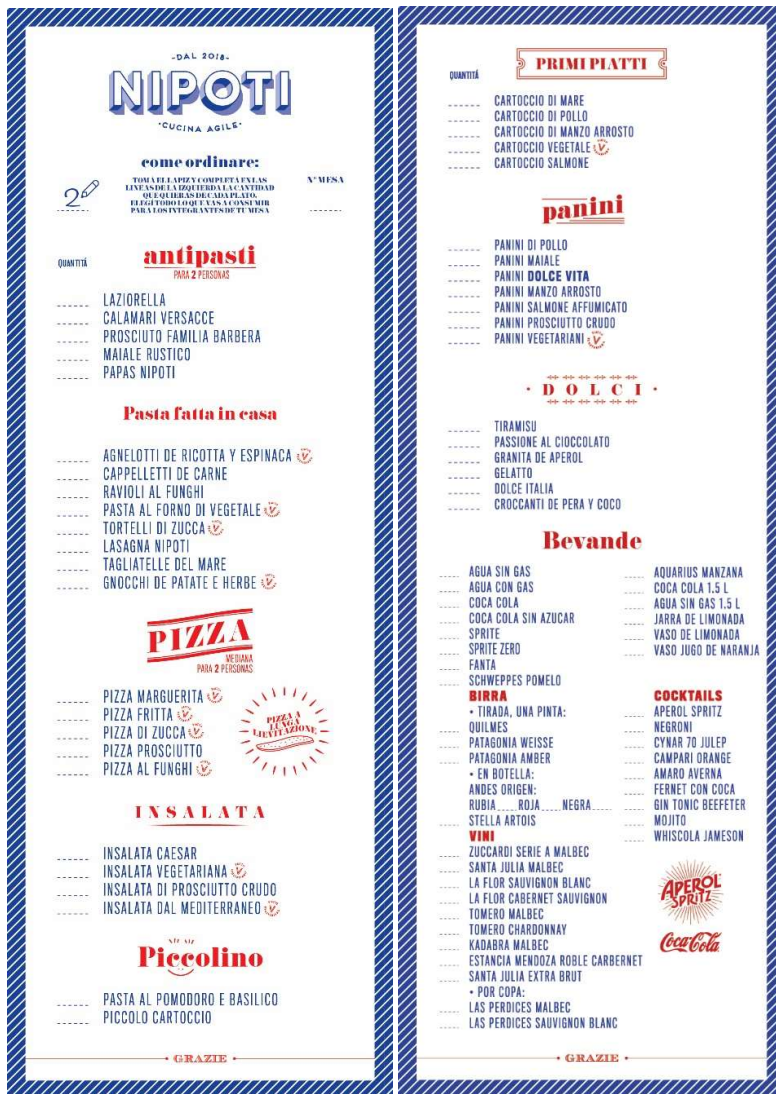 -DAL 2018-
NIPOTI
·CUCINA AGILE·
come ordinare:
TOMA EL LAPIZ Y COMPLETA EN LAS
LINEAS DE LA IZQUIERDA LA CANTIDAD
QUE QUIERAS DE CADA PLATO.
ELEGI TODO LO QUE VAS A CONSUMIR
PARA LOS INTEGRANTES DE TU MESA
2
N° MESA
QUANTITÁ
antipasti
PARA 2 PERSONAS
LAZIORELLA
CALAMARI VERSACCE
PROSCIUTO FAMILIA BARBERA
MAIALE RUSTICO
PAPAS NIPOTI
Pasta fatta in casa
AGNELOTTI DE RICOTTA Y ESPINACA V
CAPPELLETTI DE CARNE
RAVIOLI AL FUNGHI
PASTA AL FORNO DI VEGETALE V
TORTELLI DI ZUCCA V
LASAGNA NIPOTI
TAGLIATELLE DEL MARE
GNOCCHI DE PATATE E HERBE V
PIZZA
MEDIANA
PARA 2 PERSONAS
PIZZA MARGUERITA V
PIZZA FRITTA V
PIZZA DI ZUCCA V
PIZZA PROSCIUTTO
PIZZA AL FUNGHI V
PIZZA A
LUNGA
LIEVITAZIONE
INSALATA
INSALATA CAESAR
INSALATA VEGETARIANA V
INSALATA DI PROSCIUTTO CRUDO
INSALATA DAL MEDITERRANEO V
Piccolino
PASTA AL POMODORO E BASILICO
PICCOLO CARTOCCIO
• GRAZIE •
QUANTITÁ
PRIMI PIATTI
CARTOCCIO DI MARE
CARTOCCIO DI POLLO
CARTOCCIO DI MANZO ARROSTO
CARTOCCIO VEGETALE V
CARTOCCIO SALMONE
panini
PANINI DI POLLO
PANINI MAIALE
PANINI DOLCE VITA
PANINI MANZO ARROSTO
PANINI SALMONE AFFUMICATO
PANINI PROSCIUTTO CRUDO
PANINI VEGETARIANI V
• DOLCI •
TIRAMISU
PASSIONE AL CIOCCOLATO
GRANITA DE APEROL
GELATTO
DOLCE ITALIA
CROCCANTI DE PERA Y COCO
Bevande
AGUA SIN GAS
AGUA CON GAS
COCA COLA
COCA COLA SIN AZUCAR
SPRITE
SPRITE ZERO
FANTA
SCHWEPPES POMELO
BIRRA
• TIRADA, UNA PINTA:
QUILMES
PATAGONIA WEISSE
PATAGONIA AMBER
• EN BOTELLA:
ANDES ORIGEN:
RUBIA_____ROJA_____NEGRA_____
STELLA ARTOIS
VINI
ZUCCARDI SERIE A MALBEC
SANTA JULIA MALBEC
LA FLOR SAUVIGNON BLANC
LA FLOR CABERNET SAUVIGNON
TOMERO MALBEC
TOMERO CHARDONNAY
KADABRA MALBEC
ESTANCIA MENDOZA ROBLE CARBERNET
SANTA JULIA EXTRA BRUT
• POR COPA:
LAS PERDICES MALBEC
LAS PERDICES SAUVIGNON BLANC
AQUARIUS MANZANA
COCA COLA 1.5 L
AGUA SIN GAS 1.5 L
JARRA DE LIMONADA
VASO DE LIMONADA
VASO JUGO DE NARANJA
COCKTAILS
APEROL SPRITZ
NEGRONI
CYNAR 70 JULEP
CAMPARI ORANGE
AMARO AVERNA
FERNET CON COCA
GIN TONIC BEEFETER
MOJITO
WHISCOLA JAMESON
APEROL
SPRITZ
Coca-Cola
• GRAZIE •